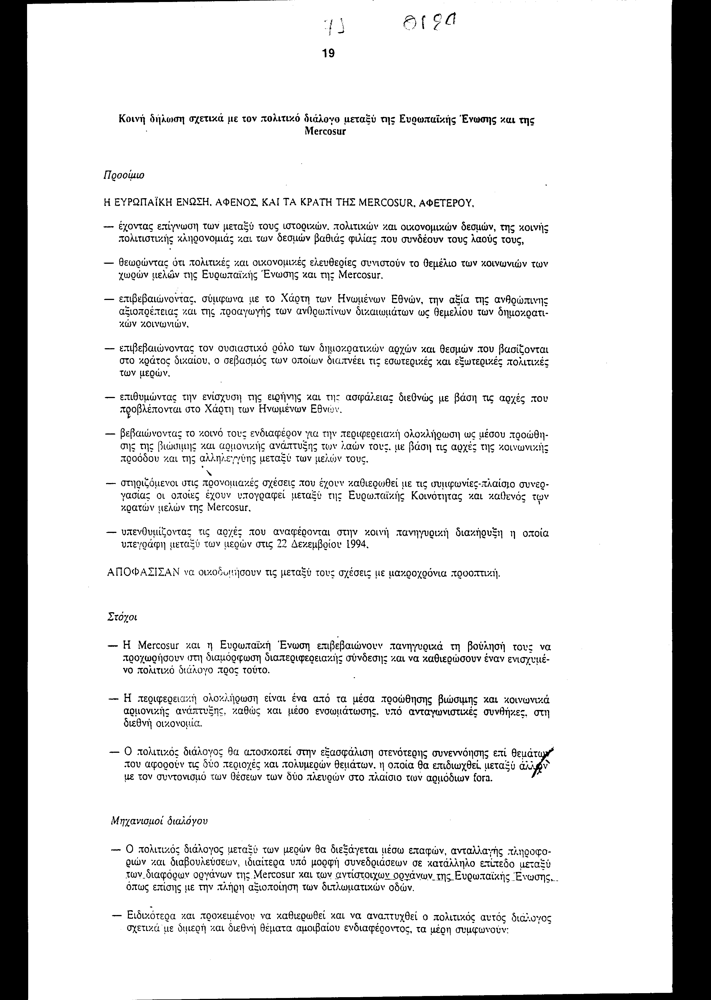 19
Κοινή δήλωση σχετικά με τον πολιτικό διάλογο μεταξύ της Ευρωπαϊκής Ένωσης και της
Mercosur
Προοίμιο
Η ΕΥΡΩΠΑΪΚΗ ΕΝΩΣΗ, ΑΦΕΝΟΣ, ΚΑΙ ΤΑ ΚΡΑΤΗ ΤΗΣ MERCOSUR, ΑΦΕΤΕΡΟΥ,
— έχοντας επίγνωση των μεταξύ τους ιστορικών, πολιτικών και οικονομικών δεσμών, της κοινής
πολιτιστικής κληρονομιάς και των δεσμών βαθιάς φιλίας που συνδέουν τους λαούς τους,
— θεωρώντας ότι πολιτικές και οικονομικές ελευθερίες συνιστούν το θεμέλιο των κοινωνιών των
χωρών μελών της Ευρωπαϊκής Ένωσης και της Mercosur,
— επιβεβαιώνοντας, σύμφωνα με το Χάρτη των Ηνωμένων Εθνών, την αξία της ανθρώπινης
αξιοπρέπειας και της προαγωγής των ανθρωπίνων δικαιωμάτων ως θεμελίου των δημοκρατι-
κών κοινωνιών,
— επιβεβαιώνοντας τον ουσιαστικό ρόλο των δημοκρατικών αρχών και θεσμών που βασίζονται
στο κράτος δικαίου, ο σεβασμός των οποίων διαπνέει τις εσωτερικές και εξωτερικές πολιτικές
των μερών,
— επιθυμώντας την ενίσχυση της ειρήνης και της ασφάλειας διεθνώς με βάση τις αρχές που
προβλέπονται στο Χάρτη των Ηνωμένων Εθνών,
— βεβαιώνοντας το κοινό τους ενδιαφέρον για την περιφερειακή ολοκλήρωση ως μέσου προώθη-
σης της βιώσιμης και αρμονικής ανάπτυξης των λαών τους, με βάση τις αρχές της κοινωνικής
προόδου και της αλληλεγγύης μεταξύ των μελών τους,
— στηριζόμενοι στις προνομιακές σχέσεις που έχουν καθιερωθεί με τις συμφωνίες-πλαίσιο συνερ-
γασίας οι οποίες έχουν υπογραφεί μεταξύ της Ευρωπαϊκής Κοινότητας και καθενός των
κρατών μελών της Mercosur,
— υπενθυμίζοντας τις αρχές που αναφέρονται στην κοινή πανηγυρική διακήρυξη η οποία
υπεγράφη μεταξύ των μερών στις 22 Δεκεμβρίου 1994,
ΑΠΟΦΑΣΙΣΑΝ να οικοδομήσουν τις μεταξύ τους σχέσεις με μακροχρόνια προοπτική.
Στόχοι
— Η Mercosur και η Ευρωπαϊκή Ένωση επιβεβαιώνουν πανηγυρικά τη βούλησή τους να
προχωρήσουν στη διαμόρφωση διαπεριφερειακής σύνδεσης και να καθιερώσουν έναν ενισχυμέ-
νο πολιτικό διάλογο προς τούτο.
— Η περιφερειακή ολοκλήρωση είναι ένα από τα μέσα προώθησης βιώσιμης και κοινωνικά
αρμονικής ανάπτυξης, καθώς και μέσο ενσωμάτωσης, υπό ανταγωνιστικές συνθήκες, στη
διεθνή οικονομία.
— Ο πολιτικός διάλογος θα αποσκοπεί στην εξασφάλιση στενότερης συνεννόησης επί θεμάτων
που αφορούν τις δύο περιοχές και πολυμερών θεμάτων, η οποία θα επιδιωχθεί μεταξύ άλλων
με τον συντονισμό των θέσεων των δύο πλευρών στο πλαίσιο των αρμόδιων fora.
Μηχανισμοί διαλόγου
— Ο πολιτικός διάλογος μεταξύ των μερών θα διεξάγεται μέσω επαφών, ανταλλαγής πληροφο-
ριών και διαβουλεύσεων, ιδιαίτερα υπό μορφή συνεδριάσεων σε κατάλληλο επίπεδο μεταξύ
των διαφόρων οργάνων της Mercosur και των αντίστοιχων οργάνων της Ευρωπαϊκής Ένωσης,
όπως επίσης με την πλήρη αξιοποίηση των διπλωματικών οδών.
— Ειδικότερα και προκειμένου να καθιερωθεί και να αναπτυχθεί ο πολιτικός αυτός διάλογος
σχετικά με διμερή και διεθνή θέματα αμοιβαίου ενδιαφέροντος, τα μέρη συμφωνούν: